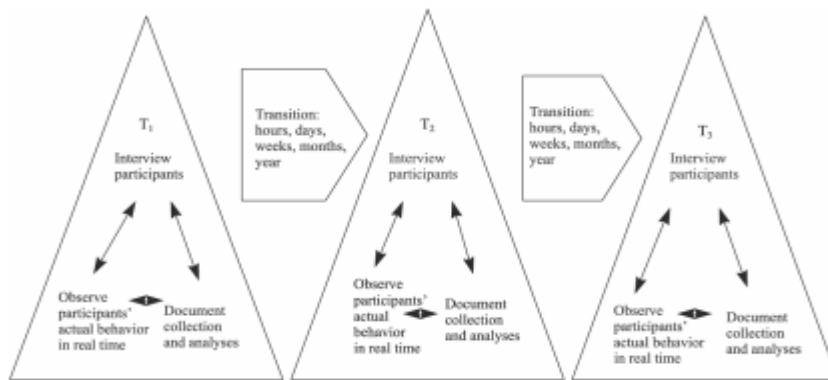 T₁
Interview
participants
Observe
participants'
actual behavior
in real time
Document
collection
and analyses
Transition:
hours, days,
weeks, months,
year
T₂
Interview
participants
Observe
participants'
actual
behavior
in real time
Document
collection
and analyses
Transition:
hours, days,
weeks, months,
year
T₃
Interview
participants
Observe
participants'
actual behavior
in real time
Document
collection
and analyses